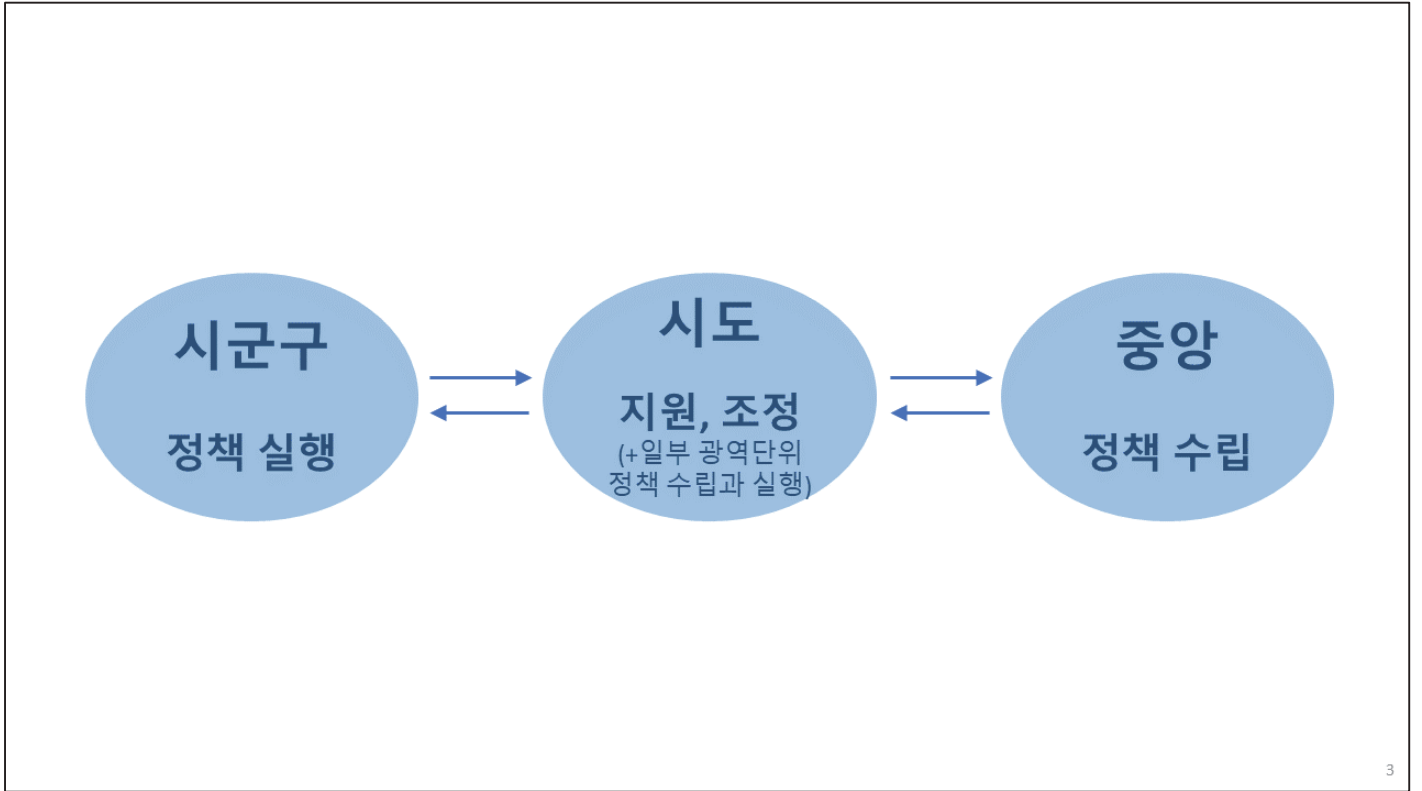 시군구
정책 실행
시도
지원, 조정
(+일부 광역단위
정책 수립과 실행)
중앙
정책 수립
3